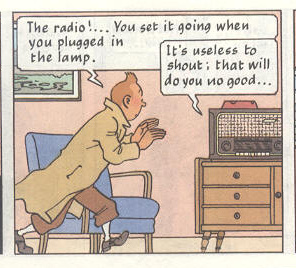 The radio!... You set it going when
you plugged in
the lamp.
It's useless to
shout; that will
do you no good...